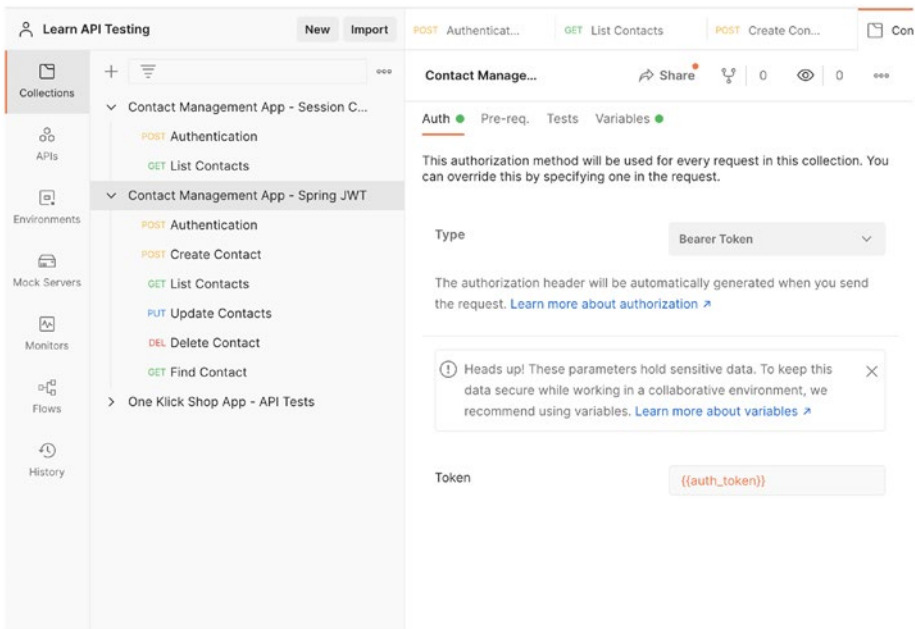 Learn API Testing
New
Import
Collections
APIs
Environments
Mock Servers
Monitors
Flows
History
Contact Management App - Session C...
POST Authentication
GET List Contacts
Contact Management App - Spring JWT
POST Authentication
POST Create Contact
GET List Contacts
PUT Update Contacts
DEL Delete Contact
GET Find Contact
One Klick Shop App - API Tests
POST Authenticat...
GET List Contacts
POST Create Con...
Con
Contact Manage...
Share
0
0
Auth
Pre-req.
Tests
Variables
This authorization method will be used for every request in this collection. You
can override this by specifying one in the request.
Type
Bearer Token
The authorization header will be automatically generated when you send
the request. Learn more about authorization ↗
Heads up! These parameters hold sensitive data. To keep this
data secure while working in a collaborative environment, we
recommend using variables. Learn more about variables ↗
Token
{{auth_token}}